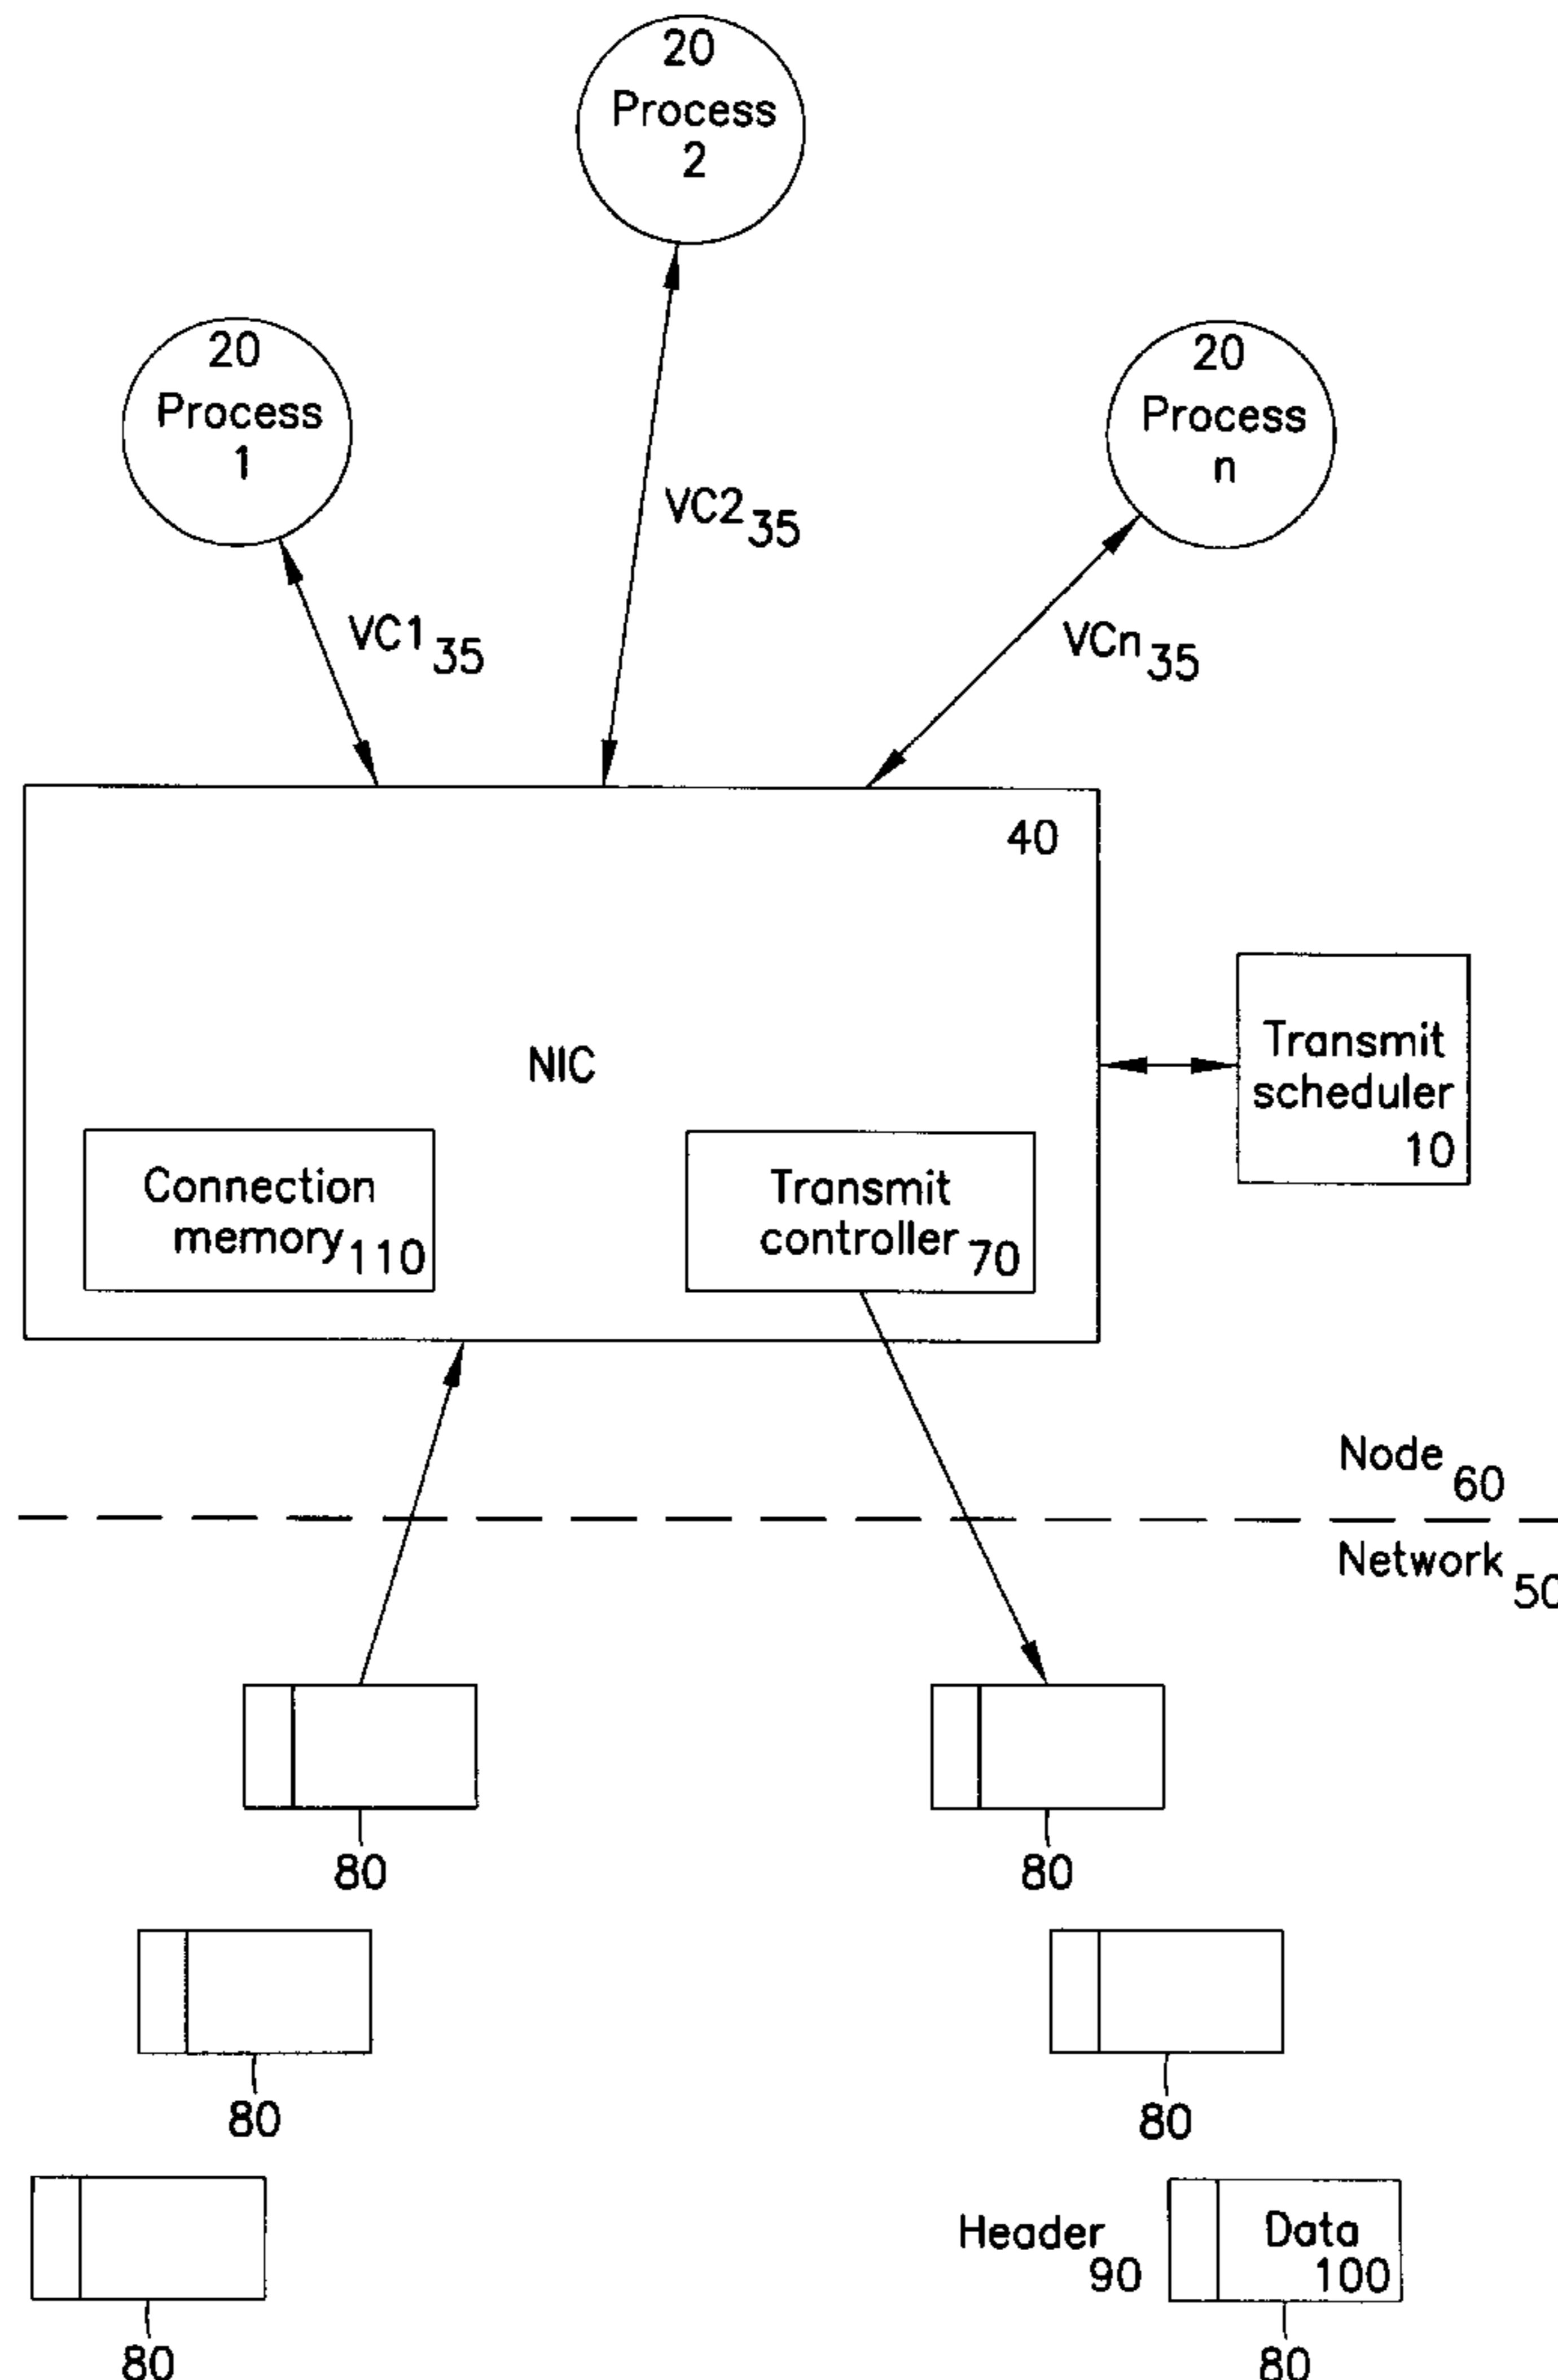 20
Process
2
20
Process
1
20
Process
n
VC2 35
VC1 35
VCn 35
40
NIC
Transmit
scheduler
10
Connection
memory 110
Transmit
controller 70
Node 60
Network 50
80
80
80
80
Header 90
Data
100
80
80